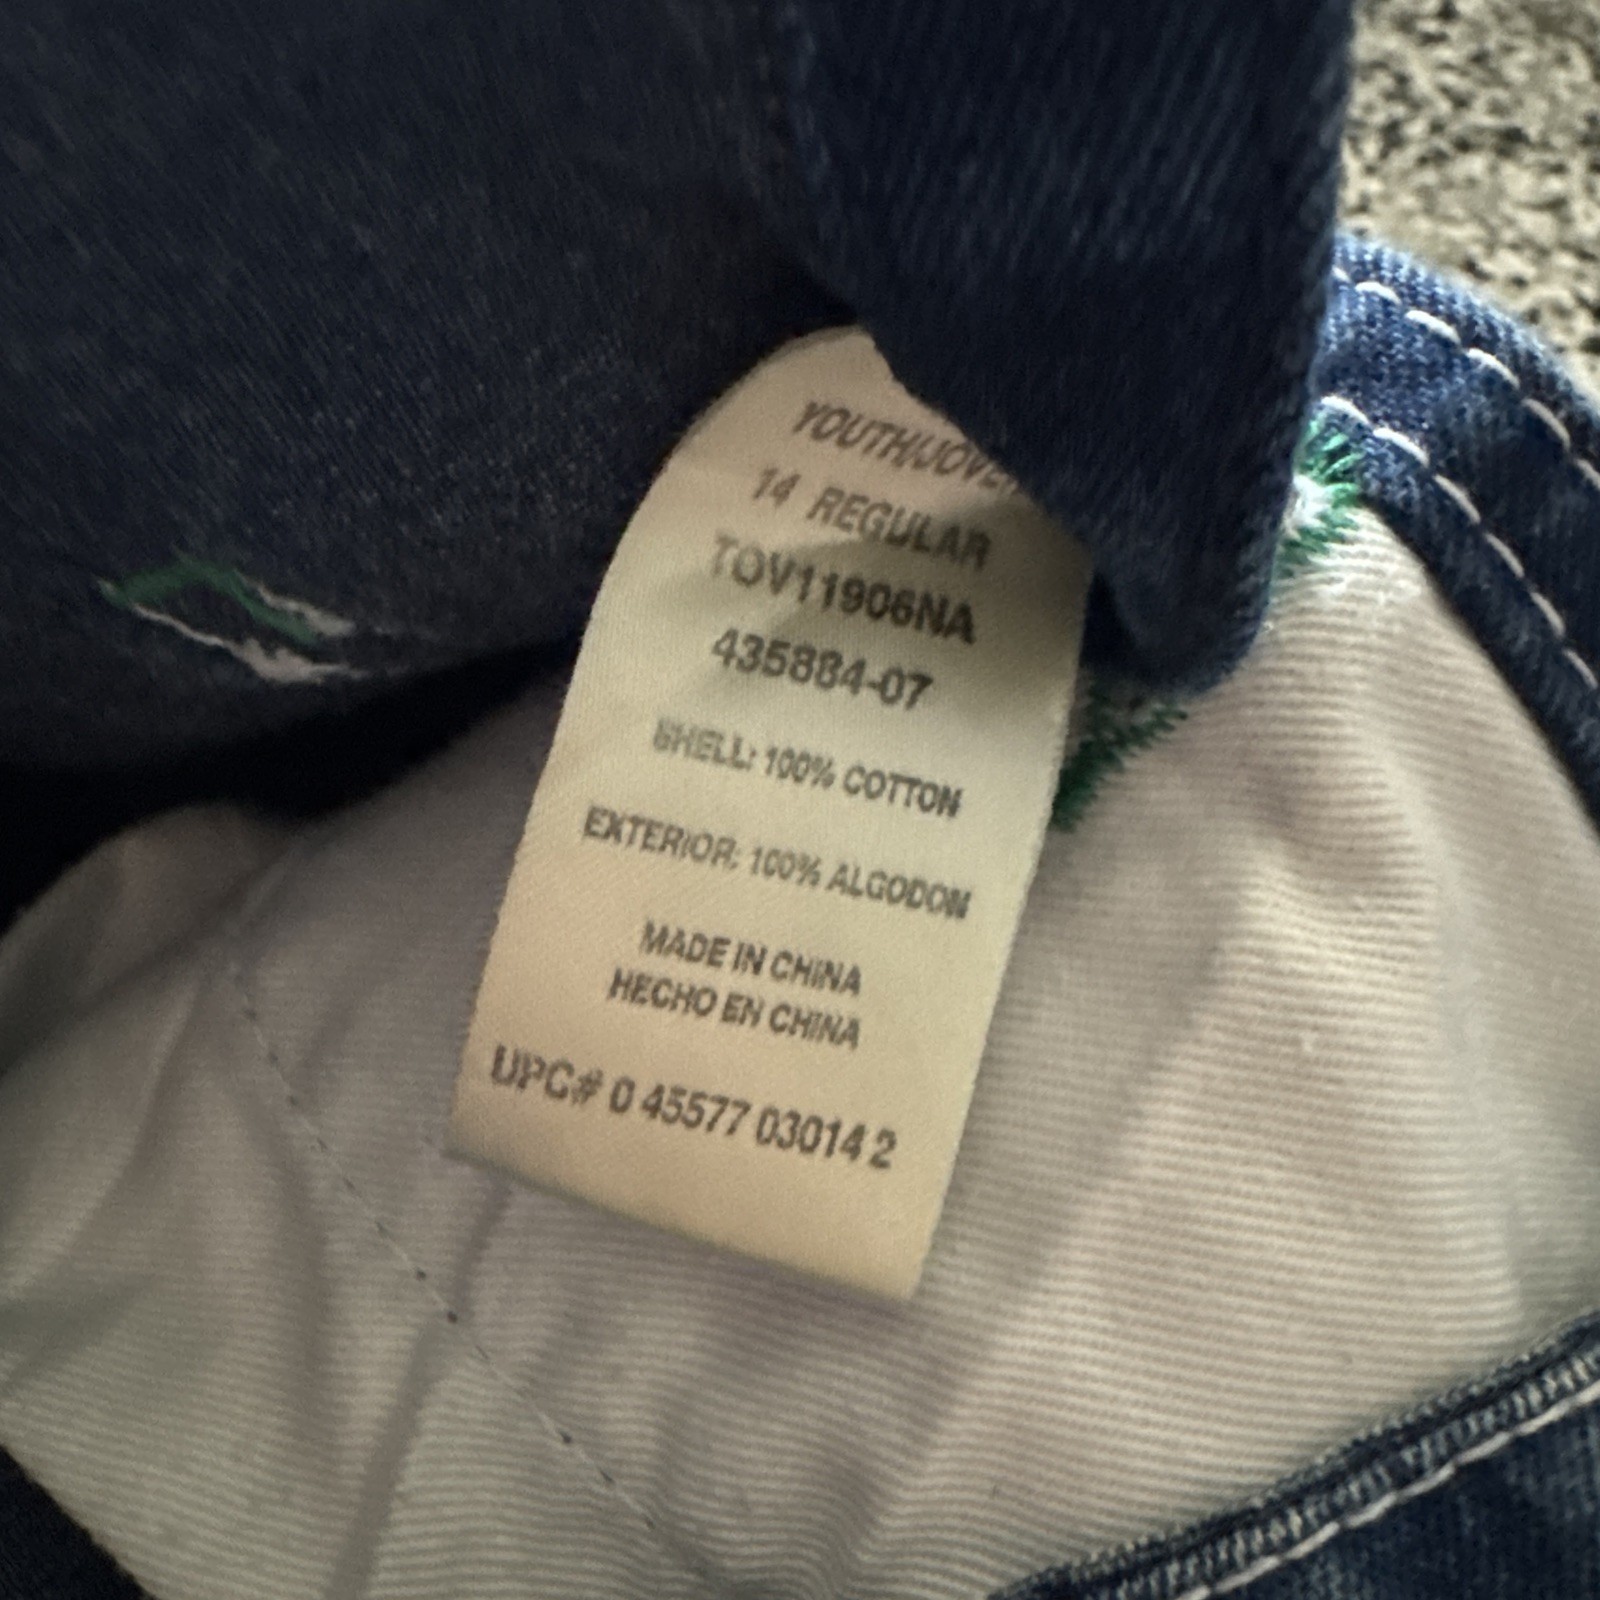 YOUTH/JOVE
14 REGULAR
TOV11906NA
435884-07
SHELL: 100% COTTON
EXTERIOR: 100% ALGODON
MADE IN CHINA
HECHO EN CHINA
UPC# 0 45577 03014 2